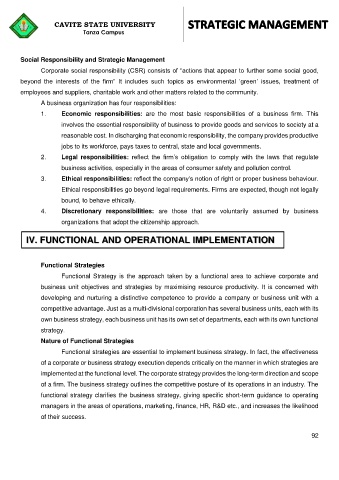 CAVITE STATE UNIVERSITY
Tanza Campus
STRATEGIC MANAGEMENT
Social Responsibility and Strategic Management
Corporate social responsibility (CSR) consists of "actions that appear to further some social good,
beyond the interests of the firm" It includes such topics as environmental 'green' issues, treatment of
employees and suppliers, charitable work and other matters related to the community.
A business organization has four responsibilities:
1. Economic responsibilities: are the most basic responsibilities of a business firm. This
involves the essential responsibility of business to provide goods and services to society at a
reasonable cost. In discharging that economic responsibility, the company provides productive
jobs to its workforce, pays taxes to central, state and local governments.
2. Legal responsibilities: reflect the firm's obligation to comply with the laws that regulate
business activities, especially in the areas of consumer safety and pollution control.
3. Ethical responsibilities: reflect the company's notion of right or proper business behaviour.
Ethical responsibilities go beyond legal requirements. Firms are expected, though not legally
bound, to behave ethically.
4. Discretionary responsibilities: are those that are voluntarily assumed by business
organizations that adopt the citizenship approach.
IV. FUNCTIONAL AND OPERATIONAL IMPLEMENTATION
Functional Strategies
Functional Strategy is the approach taken by a functional area to achieve corporate and
business unit objectives and strategies by maximising resource productivity. It is concerned with
developing and nurturing a distinctive competence to provide a company or business unit with a
competitive advantage. Just as a multi-divisional corporation has several business units, each with its
own business strategy, each business unit has its own set of departments, each with its own functional
strategy.
Nature of Functional Strategies
Functional strategies are essential to implement business strategy. In fact, the effectiveness
of a corporate or business strategy execution depends critically on the manner in which strategies are
implemented at the functional level. The corporate strategy provides the long-term direction and scope
of a firm. The business strategy outlines the competitive posture of its operations in an industry. The
functional strategy clarifies the business strategy, giving specific short-term guidance to operating
managers in the areas of operations, marketing, finance, HR, R&D etc., and increases the likelihood
of their success.
92